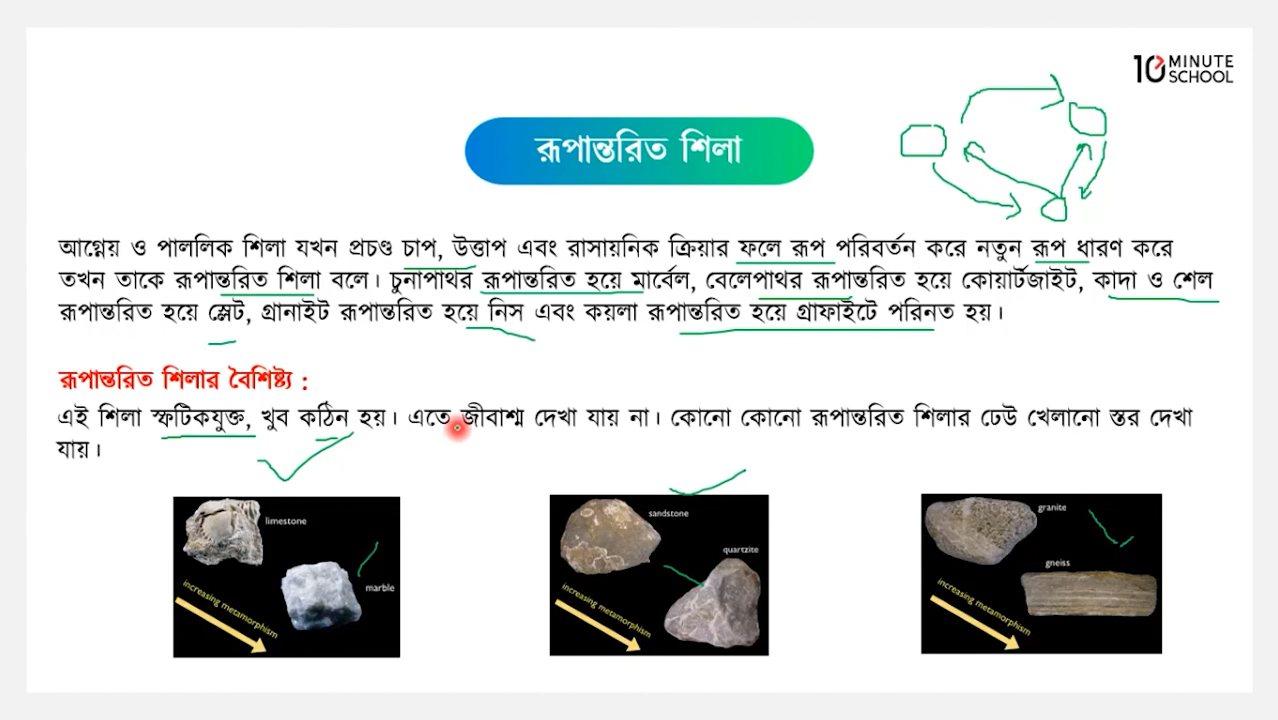 10 MINUTE
SCHOOL
রূপান্তরিত শিলা
আগ্নেয় ও পাললিক শিলা যখন প্রচণ্ড চাপ, উত্তাপ এবং রাসায়নিক ক্রিয়ার ফলে রূপ পরিবর্তন করে নতুন রূপ ধারণ করে
তখন তাকে রূপান্তরিত শিলা বলে। চুনাপাথর রূপান্তরিত হয়ে মার্বেল, বেলেপাথর রূপান্তরিত হয়ে কোয়ার্টজাইট, কাদা ও শেল
রূপান্তরিত হয়ে স্লেট, গ্রানাইট রূপান্তরিত হয়ে নিস এবং কয়লা রূপান্তরিত হয়ে গ্রাফাইটে পরিনত হয়।
রূপান্তরিত শিলার বৈশিষ্ট্য :
এই শিলা স্ফটিকযুক্ত, খুব কঠিন হয়। এতে জীবাশ্ম দেখা যায় না। কোনো কোনো রূপান্তরিত শিলার ঢেউ খেলানো স্তর দেখা
যায়।
limestone
marble
increasing metamorphism
sandstone
quartzite
increasing metamorphism
granite
gneiss
increasing metamorphism